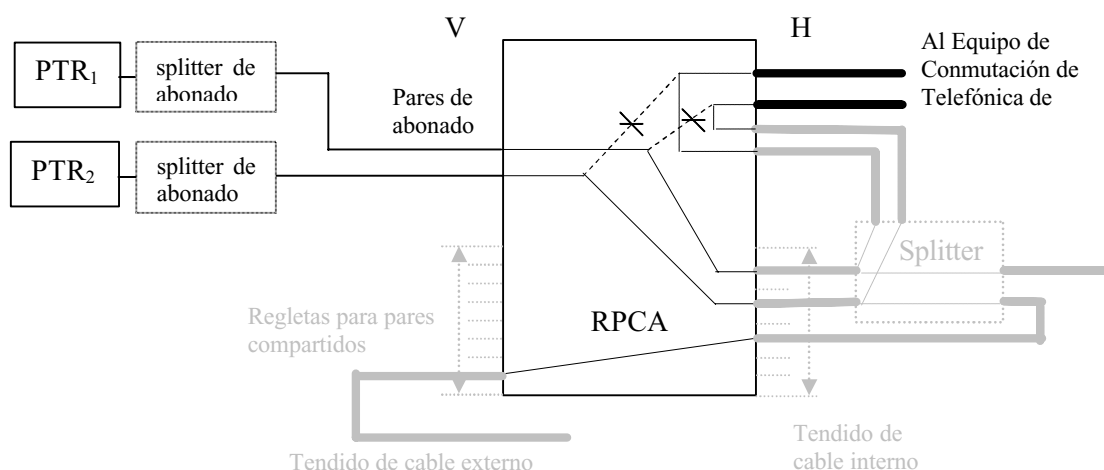 V
H
PTR1
splitter de
abonado
Pares de
abonado
Al Equipo de
Conmutación de
Telefónica de
PTR2
splitter de
abonado
Splitter
Regletas para pares
compartidos
RPCA
Tendido de cable externo
Tendido de
cable interno